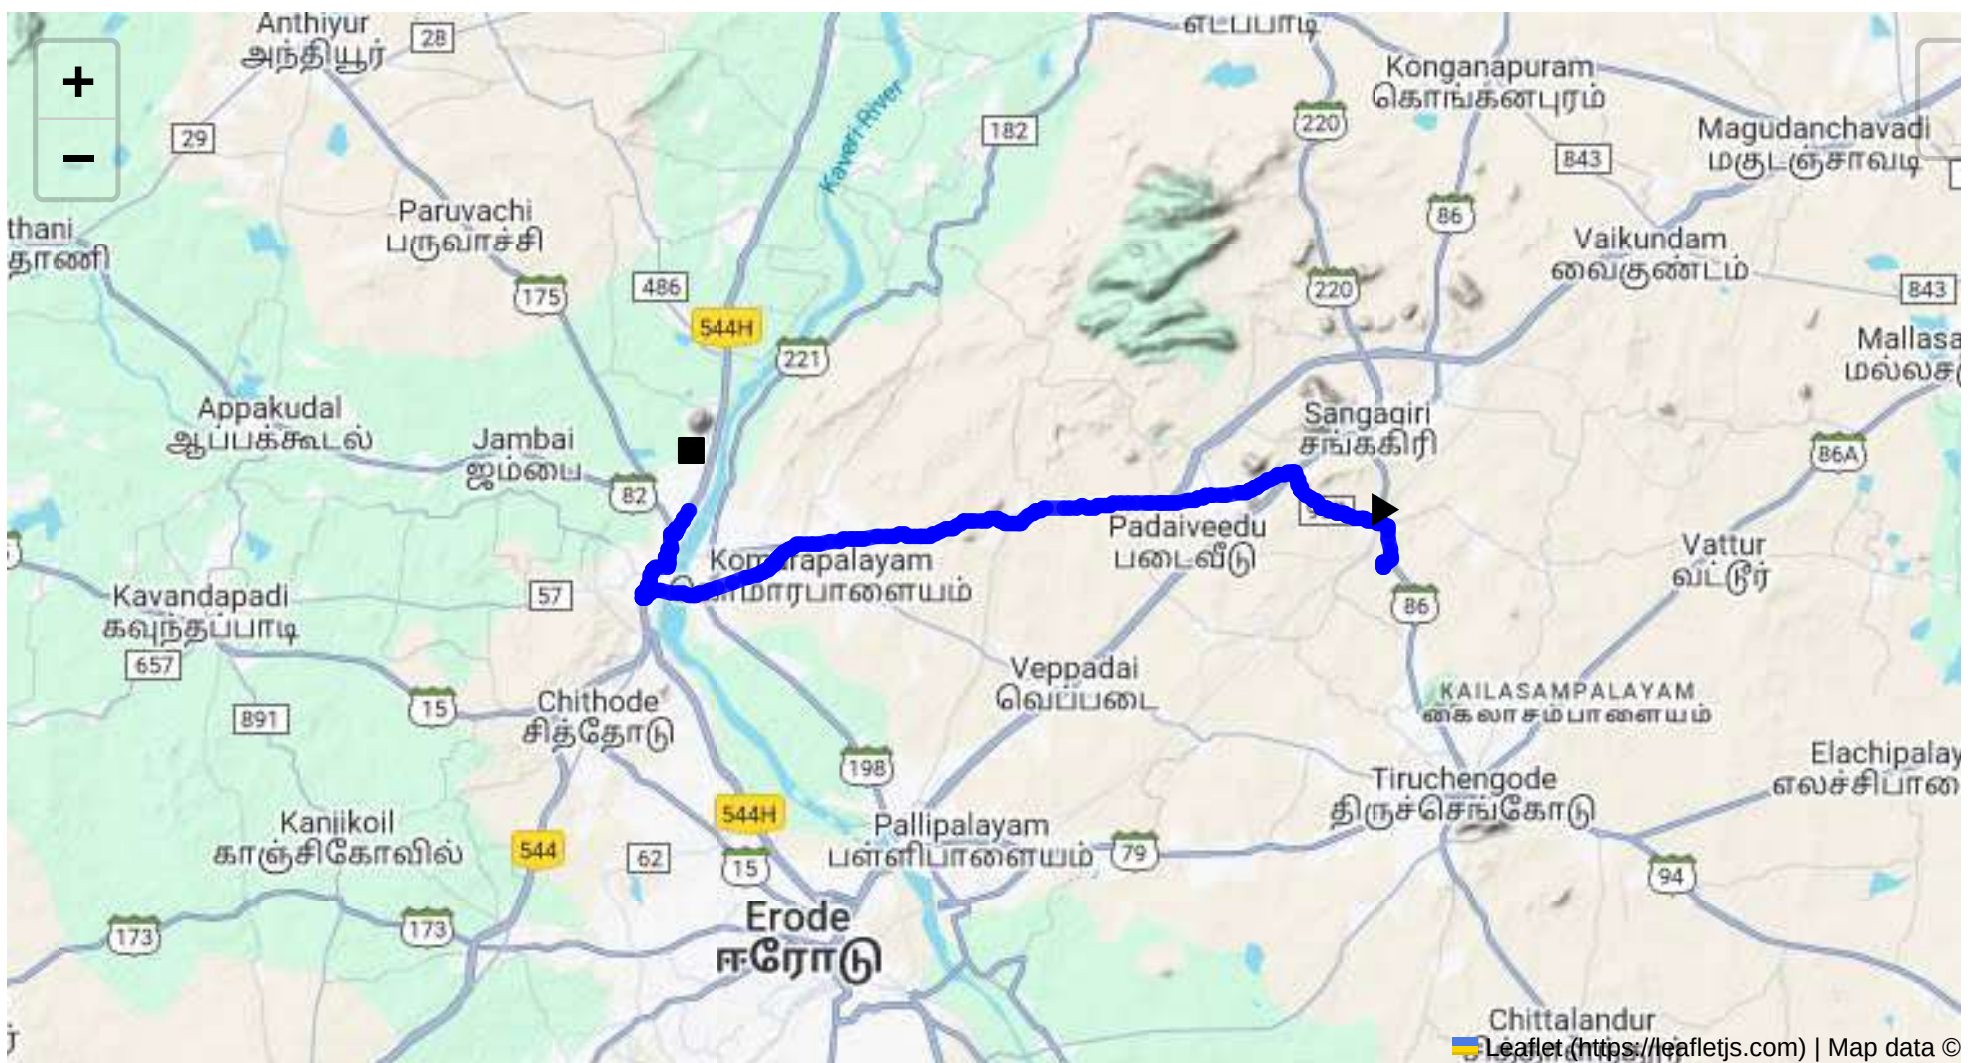 Anthiyur
அந்தியூர்
28
எடப்பாடி
Konganapuram
கொங்கனபுரம்
Kaveri River
182
220
29
843
Magudanchavadi
மகுடஞ்சாவடி
Paruvachi
பருவாச்சி
86
thani
தாணி
Vaikundam
வைகுண்டம்
175
486
220
843
544H
221
Mallasa
Appakudal
ஆப்பக்கூடல்
Jambai
ஜம்பை
Sangagiri
சங்ககிரி
86A
82
Padaiveedu
படைவீடு
Vattur
வட்டூர்
Kavandapadi
கவுந்தப்பாடி
57
86
657
Veppadai
வெப்படை
KAILASAMPALAYAM
கைலாசம்பாளையம்
15
891
Chithode
சித்தோடு
198
Tiruchengode
திருச்செங்கோடு
Elachipalay
எலச்சிபாளை
Kanjikoil
காஞ்சிகோவில்
544H
544
62
15
Pallipalayam
பள்ளிபாளையம்
79
94
173
173
Erode
ஈரோடு
Chittalandur
Leaflet (https://leafletjs.com) | Map data ©
+
−